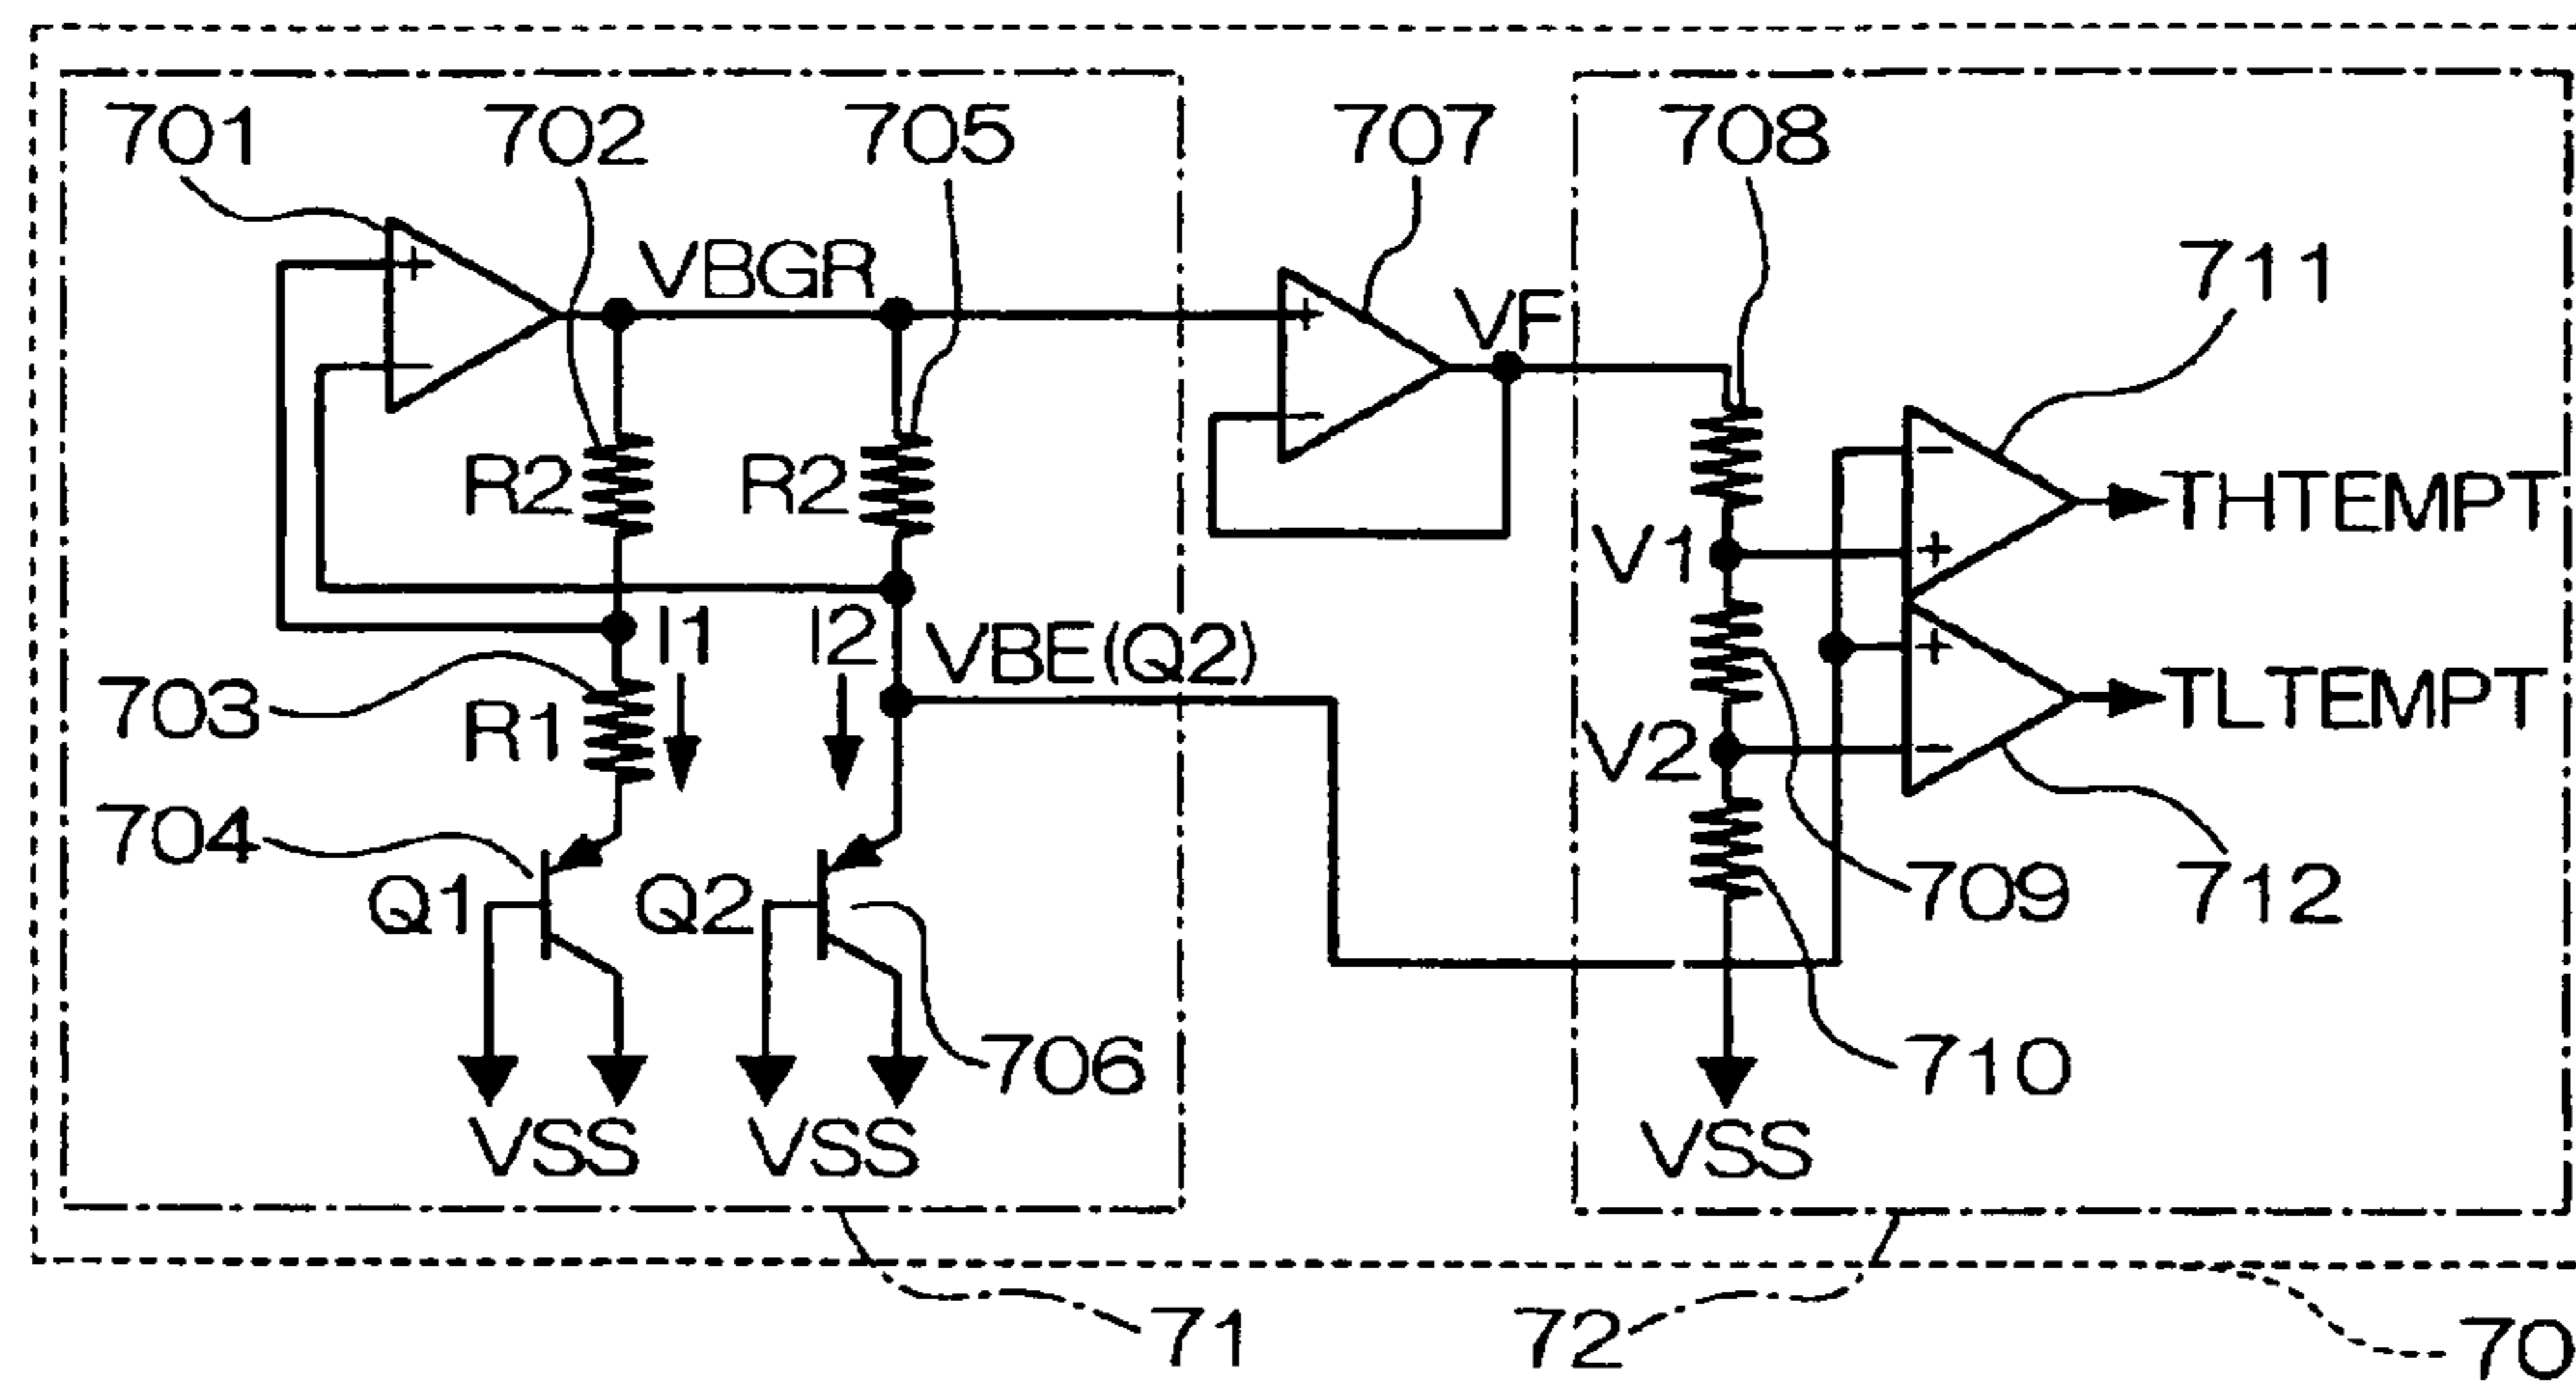 701
702
705
707
708
711
+
VBGR
+
VF
−
−
−
THTEMPT
R2
R2
V1
+
I1
I2
VBE(Q2)
+
703
R1
V2
TLTEMPT
−
704
Q1
Q2
709
712
706
710
VSS
VSS
VSS
71
72
70